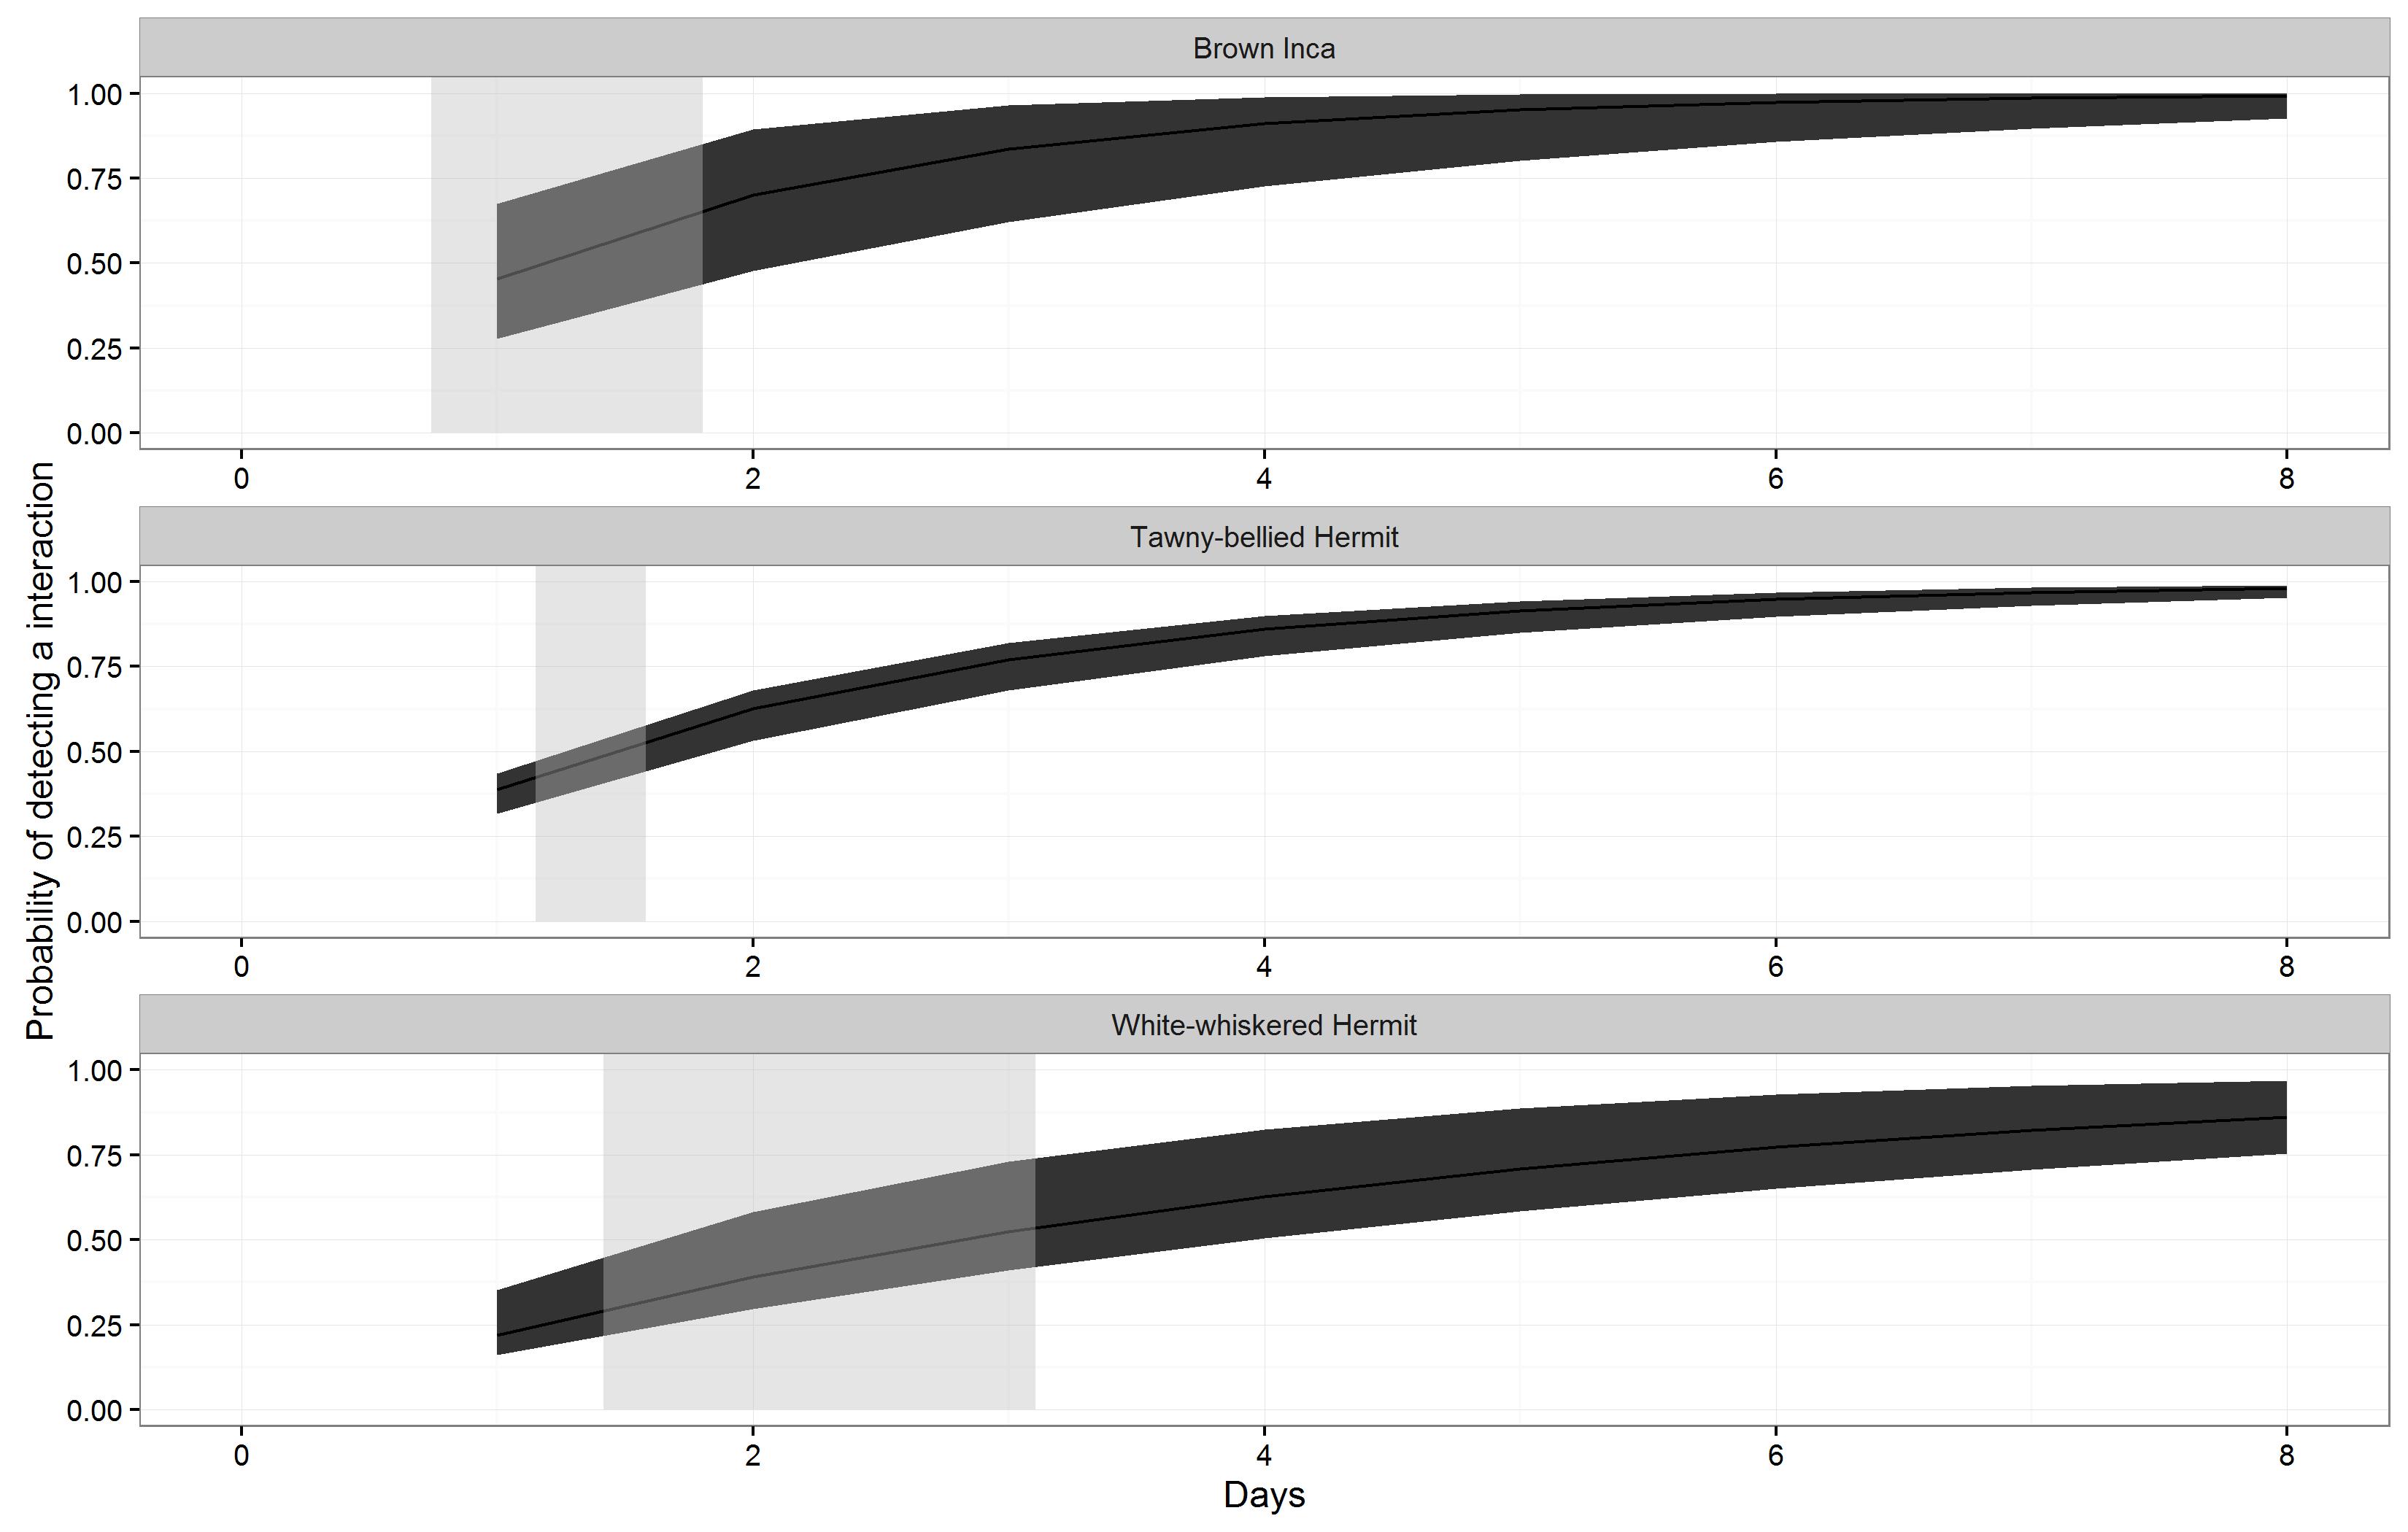 Probability of detecting a interaction
Brown Inca
1.00
0.75
0.50
0.25
0.00
0 2 4 6 8
Tawny-bellied Hermit
1.00
0.75
0.50
0.25
0.00
0 2 4 6 8
White-whiskered Hermit
1.00
0.75
0.50
0.25
0.00
0 2 4 6 8
Days